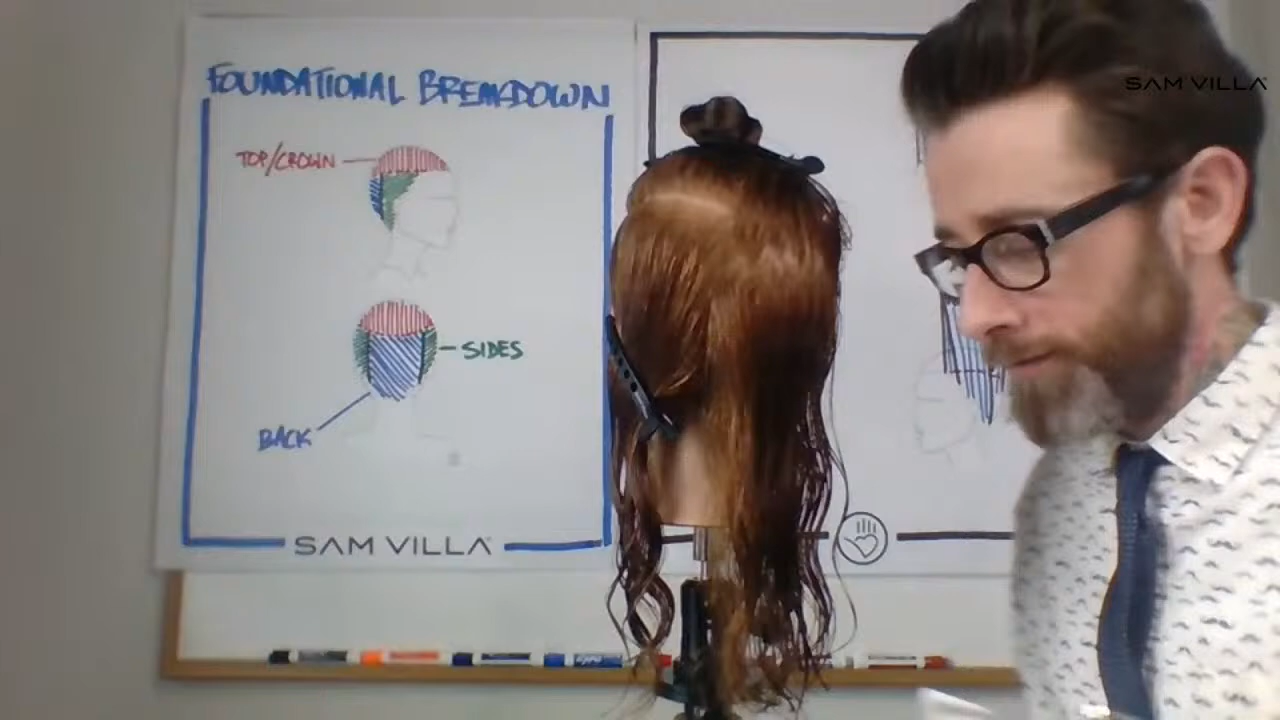 FOUNDATIONAL BREAKDOWN
TOP/CROWN
SIDES
BACK
SAM VILLA
SAM VILLA